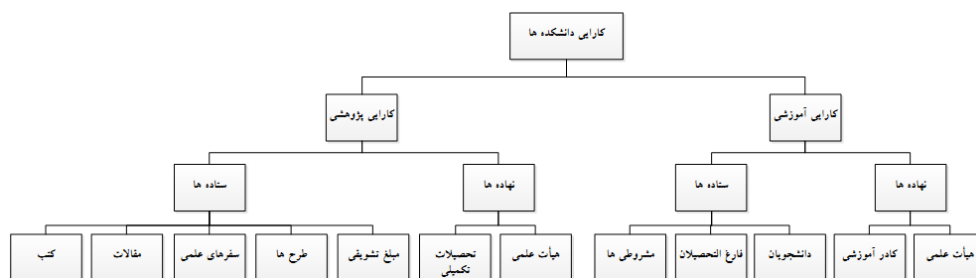 کارایی دانشکده ها
کارایی آموزشی
کارایی پژوهشی
نهاده ها
ستاده ها
نهاده ها
ستاده ها
هیأت علمی
کادر آموزشی
دانشجویان
فارغ التحصیلان
مشروطی ها
هیأت علمی
تحصیلات
تکمیلی
مبلغ تشویقی
طرح ها
سفرهای علمی
مقالات
کتب